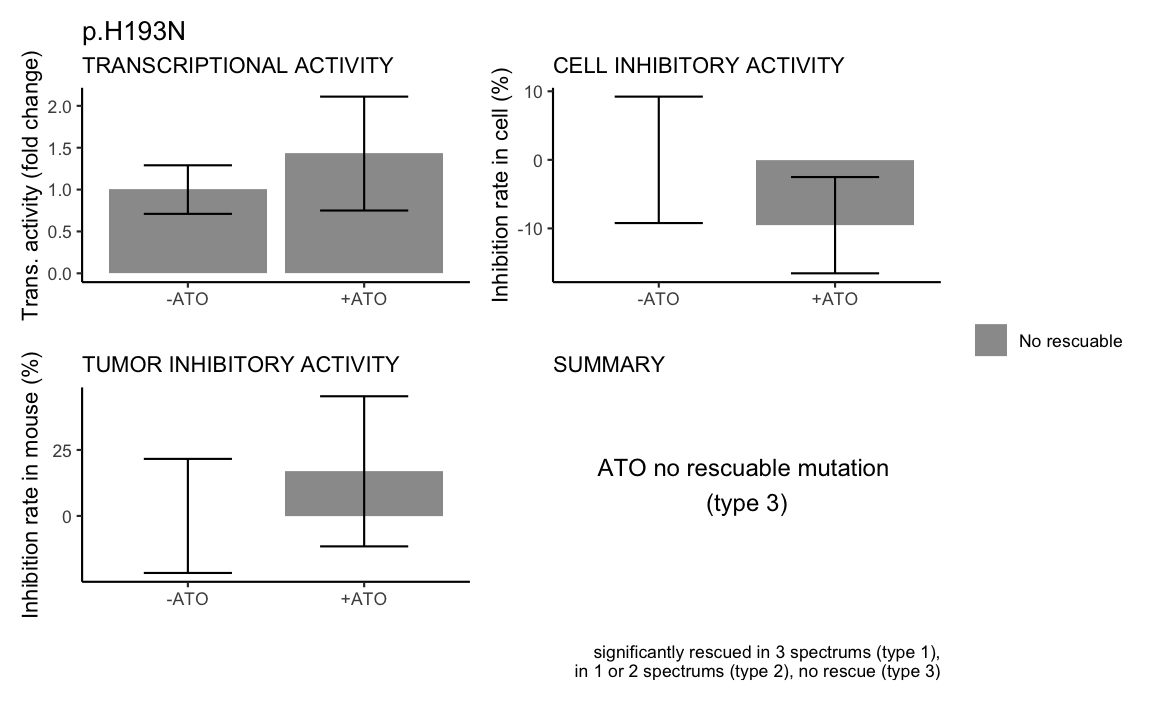 p.H193N
TRANSCRIPTIONAL ACTIVITY
Trans. activity (fold change)
2.0
1.5
1.0
0.5
0.0
-ATO
+ATO
CELL INHIBITORY ACTIVITY
Inhibition rate in cell (%)
10
0
-10
-ATO
+ATO
No rescuable
TUMOR INHIBITORY ACTIVITY
Inhibition rate in mouse (%)
25
0
-ATO
+ATO
SUMMARY
ATO no rescuable mutation
(type 3)
significantly rescued in 3 spectrums (type 1),
in 1 or 2 spectrums (type 2), no rescue (type 3)